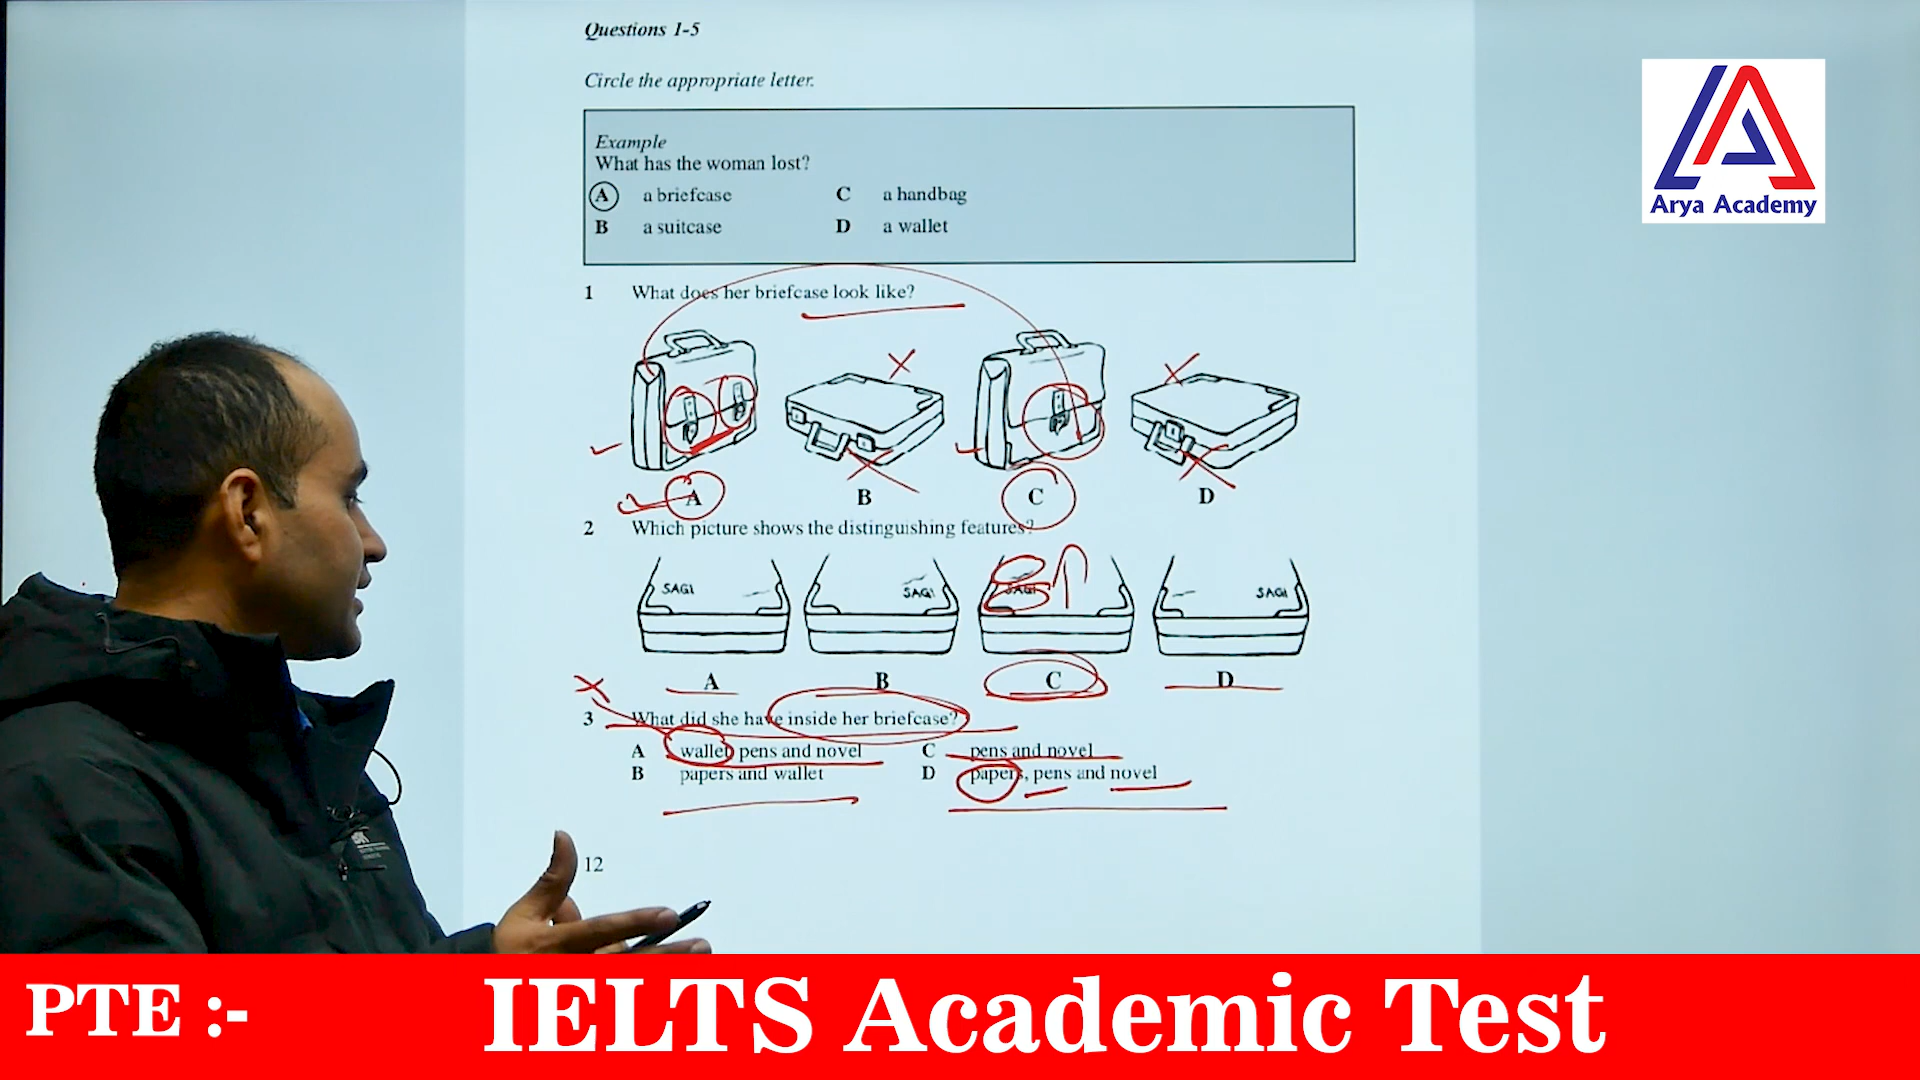 Questions 1-5
Circle the appropriate letter.
Example
What has the woman lost?
A a briefcase C a handbag
B a suitcase D a wallet
1 What does her briefcase look like?
A B C D
2 Which picture shows the distinguishing features?
SAGI SAGI SAGI SAGI
A B C D
3 What did she have inside her briefcase?
A wallet, pens and novel C pens and novel
B papers and wallet D papers, pens and novel
12
Arya Academy
PTE :- IELTS Academic Test